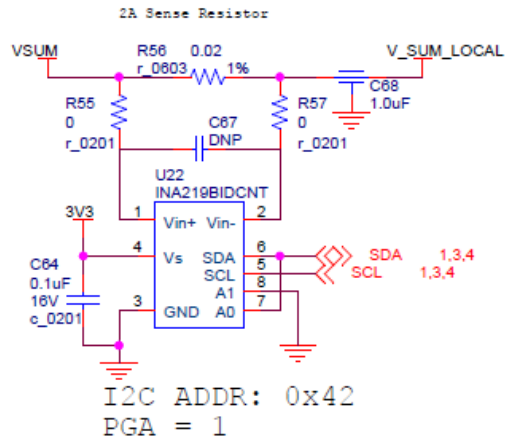 2A Sense Resistor
VSUM
R56
0.02
V_SUM_LOCAL
r_0603
1%
R55
0
r_0201
C67
DNP
R57
0
r_0201
C68
1.0uF
U22
INA219BIDCNT
1
Vin+
Vin-
2
3V3
4
Vs
SDA
6
SDA
1,3,4
SCL
5
SCL
1,3,4
A1
8
3
GND
A0
7
C64
0.1uF
16V
c_0201
I2C ADDR: 0x42
PGA = 1